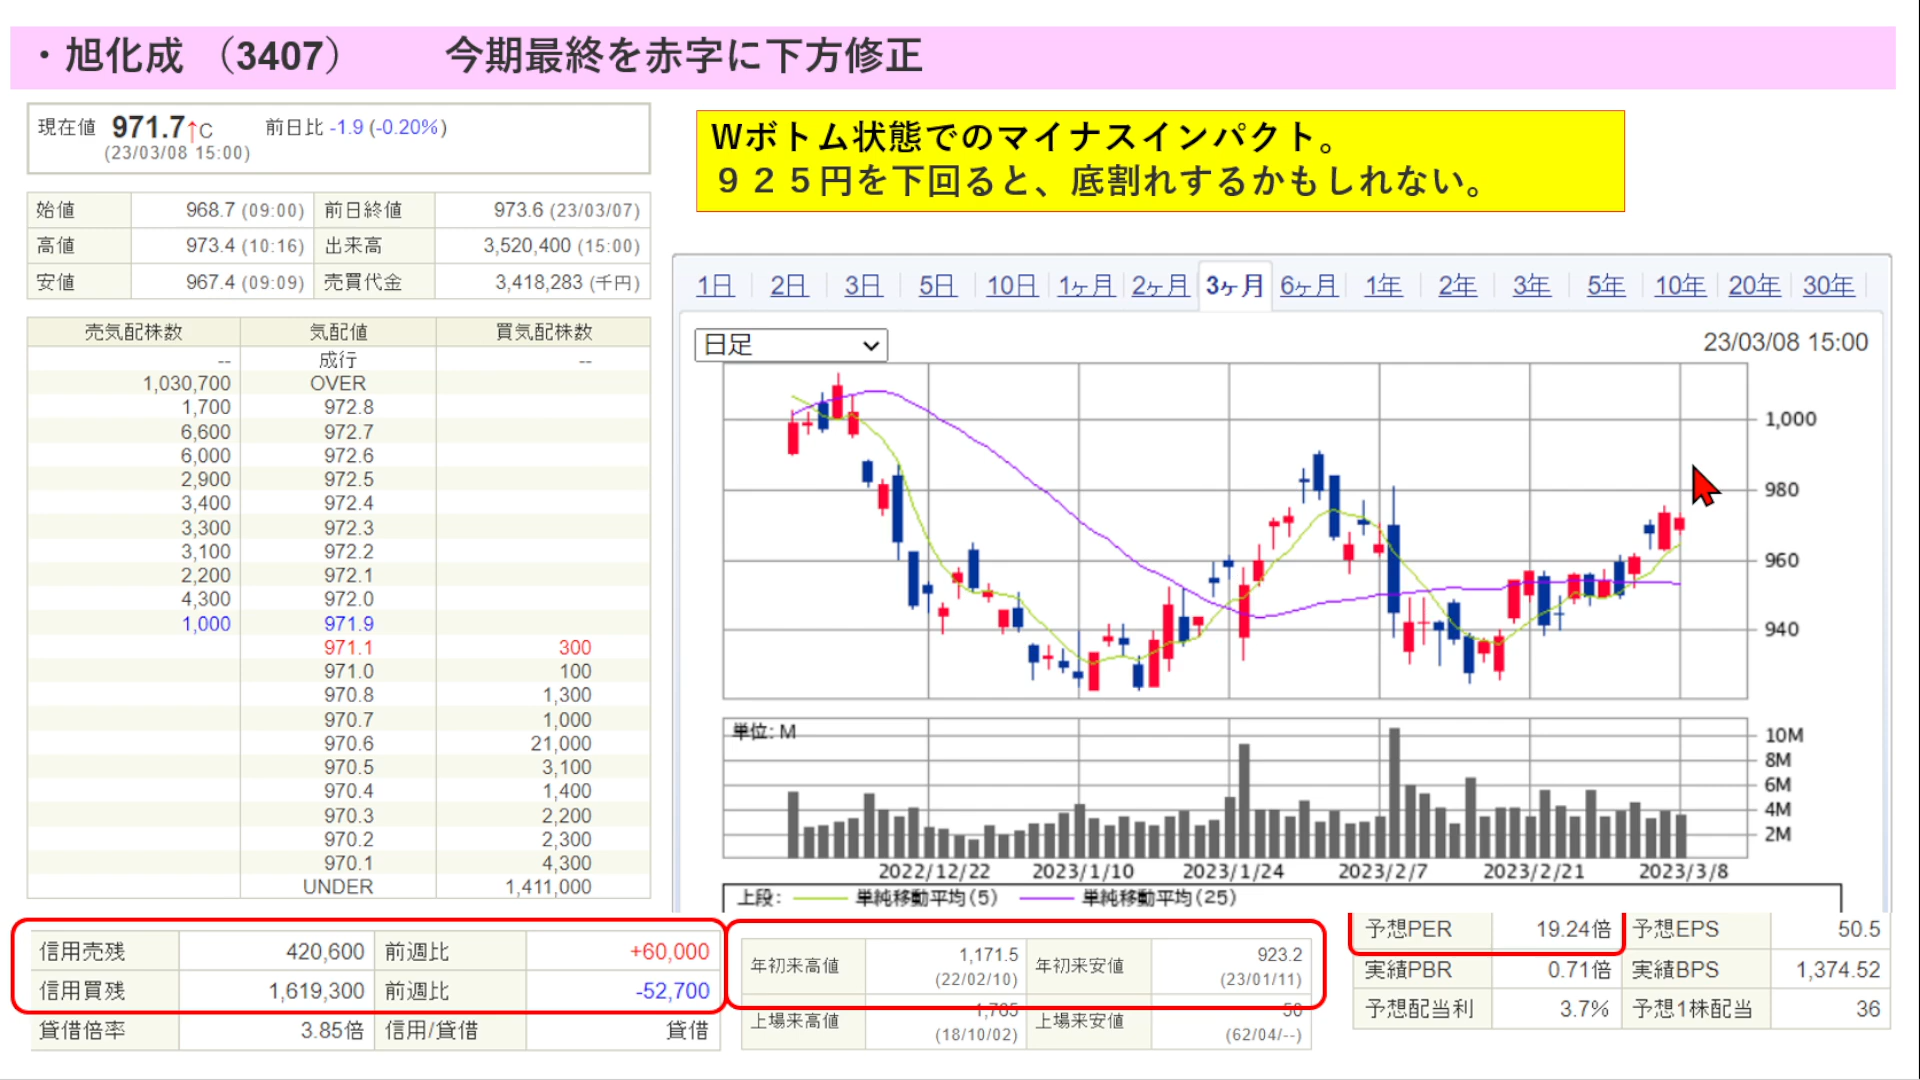 ・旭化成 （3407）　　今期最終を赤字に下方修正
現在値 971.7↑C 前日比 -1.9 (-0.20%)
(23/03/08 15:00)
Ｗボトム状態でのマイナスインパクト。
９２５円を下回ると、底割れするかもしれない。
始値 968.7 (09:00) 前日終値 973.6 (23/03/07)
高値 973.4 (10:16) 出来高 3,520,400 (15:00)
安値 967.4 (09:09) 売買代金 3,418,283 (千円)
売気配株数 気配値 買気配株数
-- 成行 --
1,030,700 OVER
1,700 972.8
6,600 972.7
6,000 972.6
2,900 972.5
3,400 972.4
3,300 972.3
3,100 972.2
2,200 972.1
4,300 972.0
1,000 971.9
971.1 300
971.0 100
970.8 1,300
970.7 1,000
970.6 21,000
970.5 3,100
970.4 1,400
970.3 2,200
970.2 2,300
970.1 4,300
UNDER 1,411,000
1日 2日 3日 5日 10日 1ヶ月 2ヶ月 3ヶ月 6ヶ月 1年 2年 3年 5年 10年 20年 30年
日足
23/03/08 15:00
1,000
980
960
940
単位: M
10M
8M
6M
4M
2M
2022/12/22 2023/1/10 2023/1/24 2023/2/7 2023/2/21 2023/3/8
上段: 単純移動平均(5) 単純移動平均(25)
信用売残 420,600 前週比 +60,000
信用買残 1,619,300 前週比 -52,700
貸借倍率 3.85倍 信用/貸借 貸借
年初来高値 1,171.5 (22/02/10) 年初来安値 923.2 (23/01/11)
上場来高値 1,765 (18/10/02) 上場来安値 50 (62/04/--)
予想PER 19.24倍 予想EPS 50.5
実績PBR 0.71倍 実績BPS 1,374.52
予想配当利 3.7% 予想1株配当 36